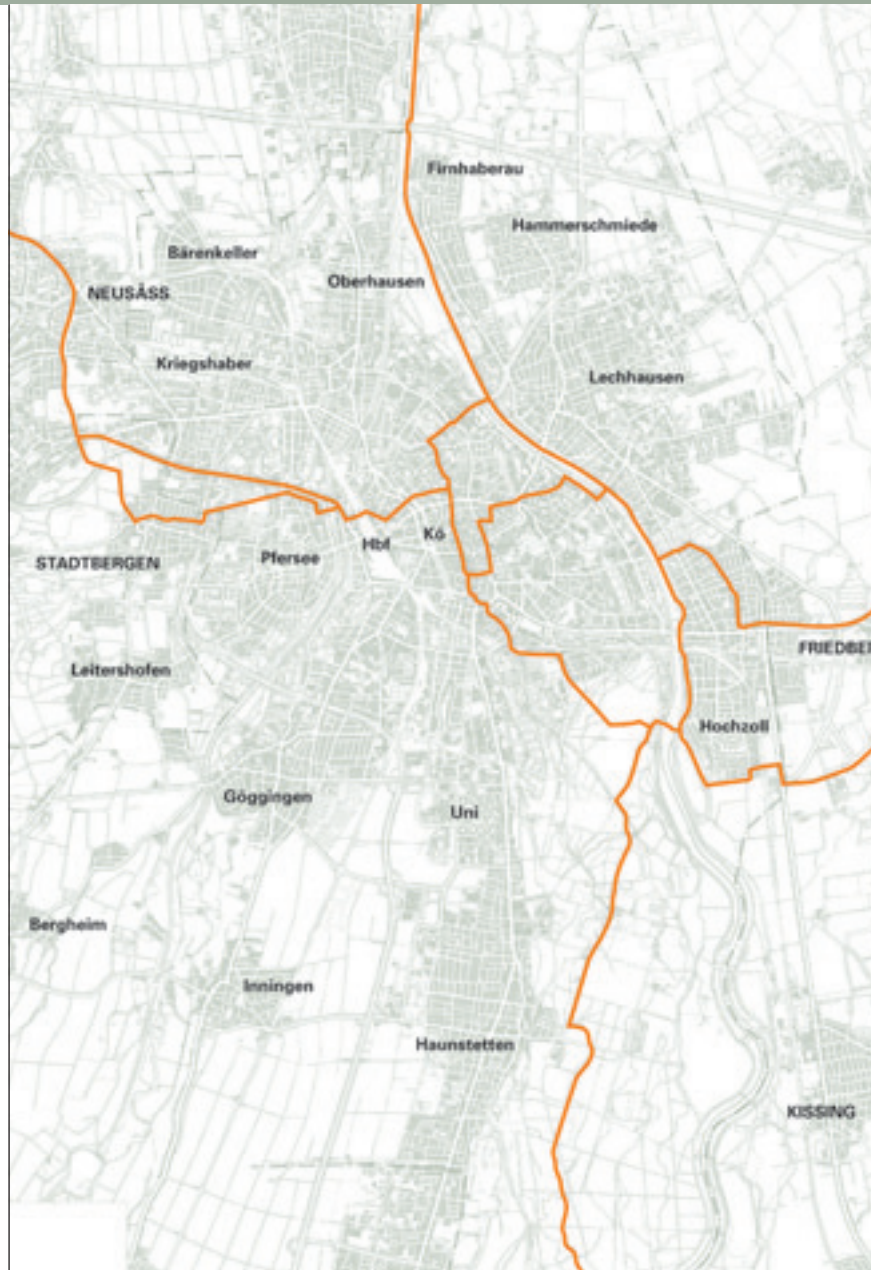 Firnhaberau
Hammerschmiede
Bärenkeller
Oberhausen
NEUSÄSS
Kriegshaber
Lechhausen
Kö
Hbf
Pfersee
STADTBERGEN
FRIEDBER
Leitershofen
Hochzoll
Göggingen
Uni
Bergheim
Inningen
Haunstetten
KISSING